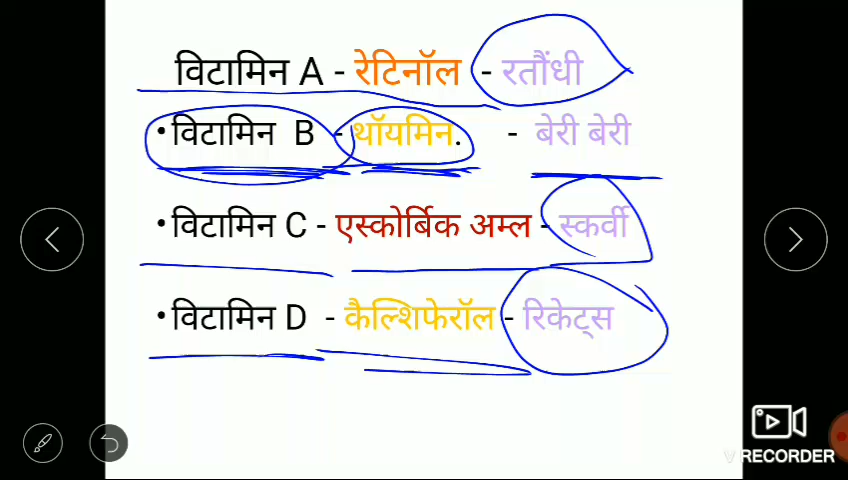 विटामिन A - रेटिनॉल - रतौंधी
•विटामिन B - थॉयमिन. - बेरी बेरी
•विटामिन C - एस्कोर्बिक अम्ल - स्कर्वी
•विटामिन D - कैल्शिफेरॉल - रिकेट्स
V RECORDER